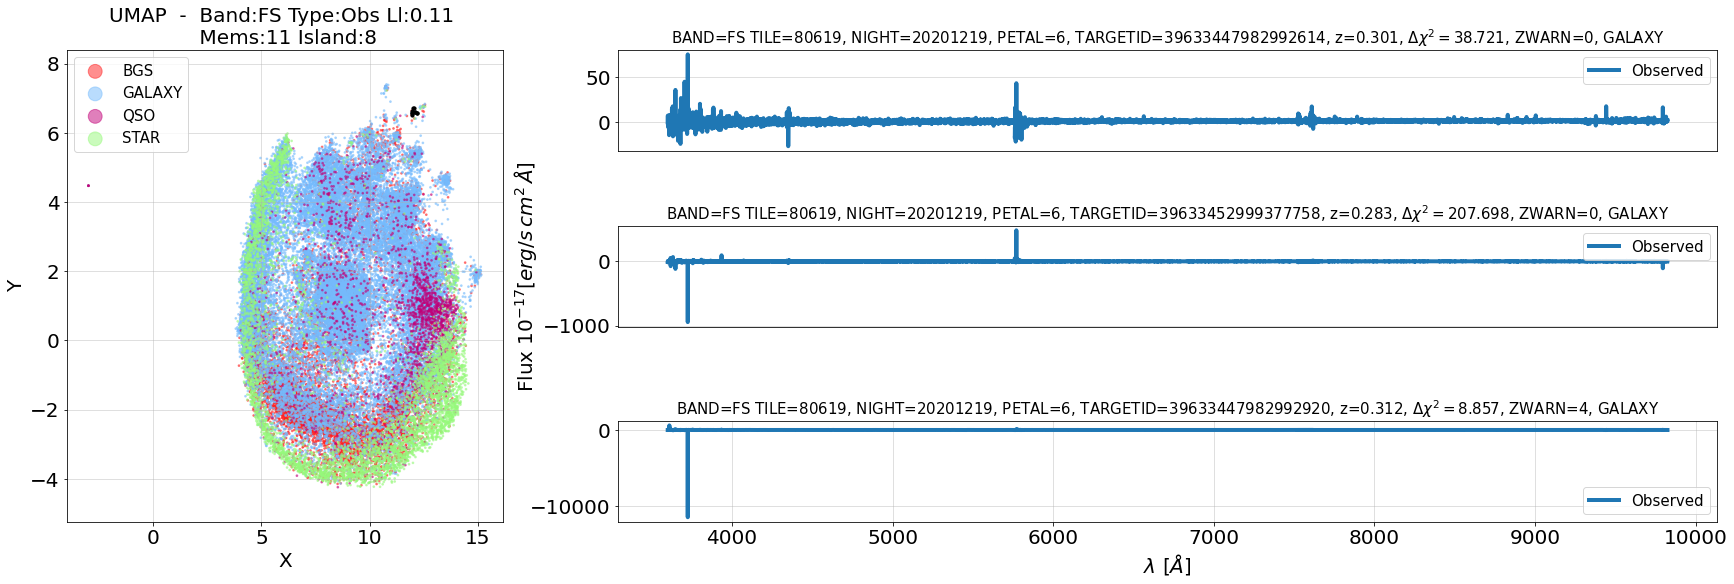 UMAP  -  Band:FS Type:Obs Ll:0.11
Mems:11 Island:8
BGS
GALAXY
QSO
STAR
8
6
4
2
0
−2
−4
Y
0
5
10
15
X
Flux 10^{-17}[erg/s cm^2 Å]
BAND=FS TILE=80619, NIGHT=20201219, PETAL=6, TARGETID=39633447982992614, z=0.301, Δχ² = 38.721, ZWARN=0, GALAXY
Observed
50
0
BAND=FS TILE=80619, NIGHT=20201219, PETAL=6, TARGETID=39633452999377758, z=0.283, Δχ² = 207.698, ZWARN=0, GALAXY
Observed
0
−1000
BAND=FS TILE=80619, NIGHT=20201219, PETAL=6, TARGETID=39633447982992920, z=0.312, Δχ² = 8.857, ZWARN=4, GALAXY
Observed
0
−10000
4000
5000
6000
7000
8000
9000
10000
λ [Å]